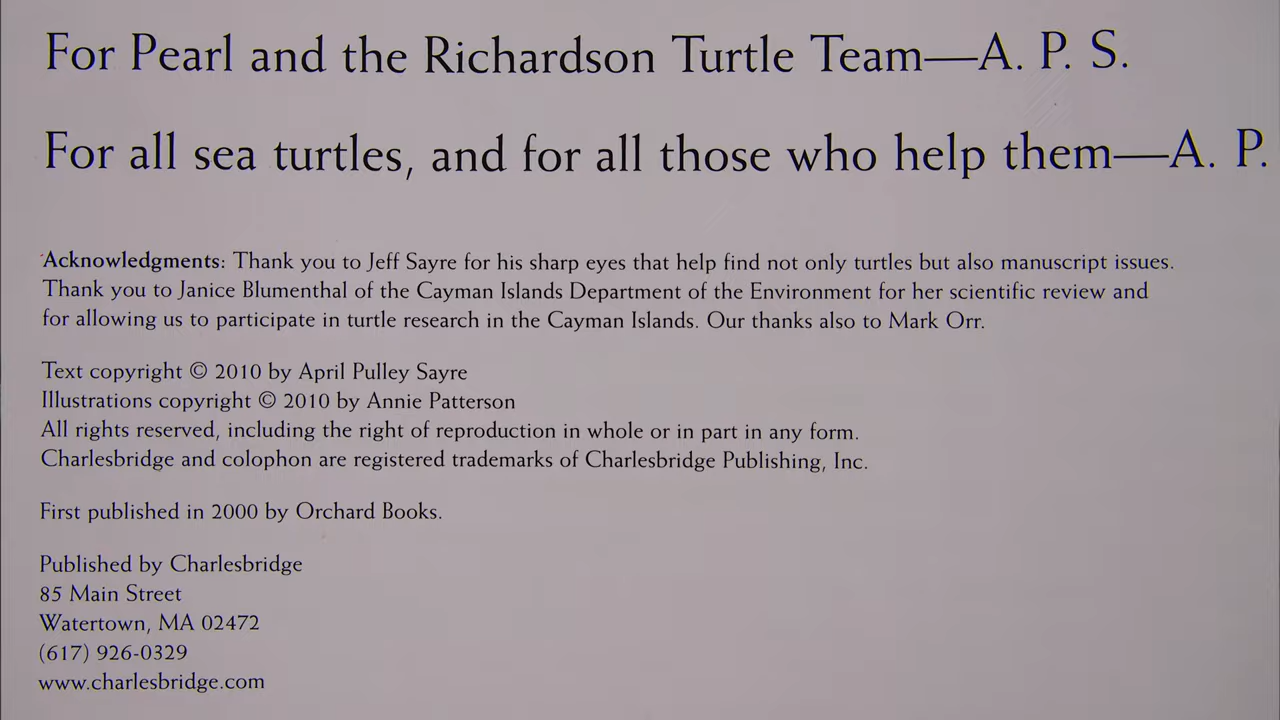 For Pearl and the Richardson Turtle Team—A. P. S.
For all sea turtles, and for all those who help them—A. P.
Acknowledgments: Thank you to Jeff Sayre for his sharp eyes that help find not only turtles but also manuscript issues.
Thank you to Janice Blumenthal of the Cayman Islands Department of the Environment for her scientific review and
for allowing us to participate in turtle research in the Cayman Islands. Our thanks also to Mark Orr.
Text copyright © 2010 by April Pulley Sayre
Illustrations copyright © 2010 by Annie Patterson
All rights reserved, including the right of reproduction in whole or in part in any form.
Charlesbridge and colophon are registered trademarks of Charlesbridge Publishing, Inc.
First published in 2000 by Orchard Books.
Published by Charlesbridge
85 Main Street
Watertown, MA 02472
(617) 926-0329
www.charlesbridge.com